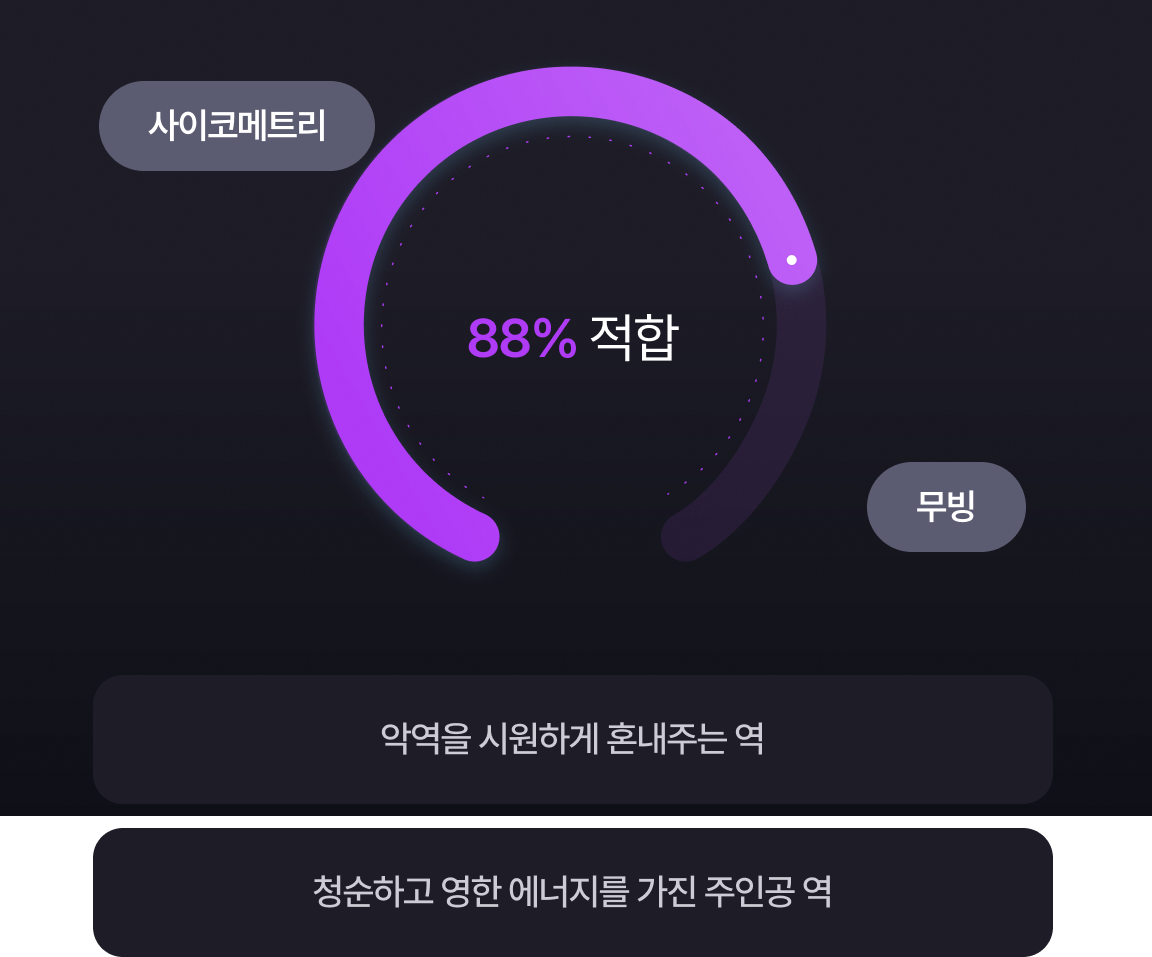 사이코메트리
88% 적합
무빙
악역을 시원하게 혼내주는 역
청순하고 영한 에너지를 가진 주인공 역